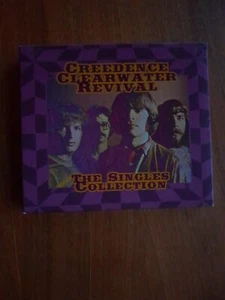 Creedence
Clearwater
Revival
The Singles
Collection